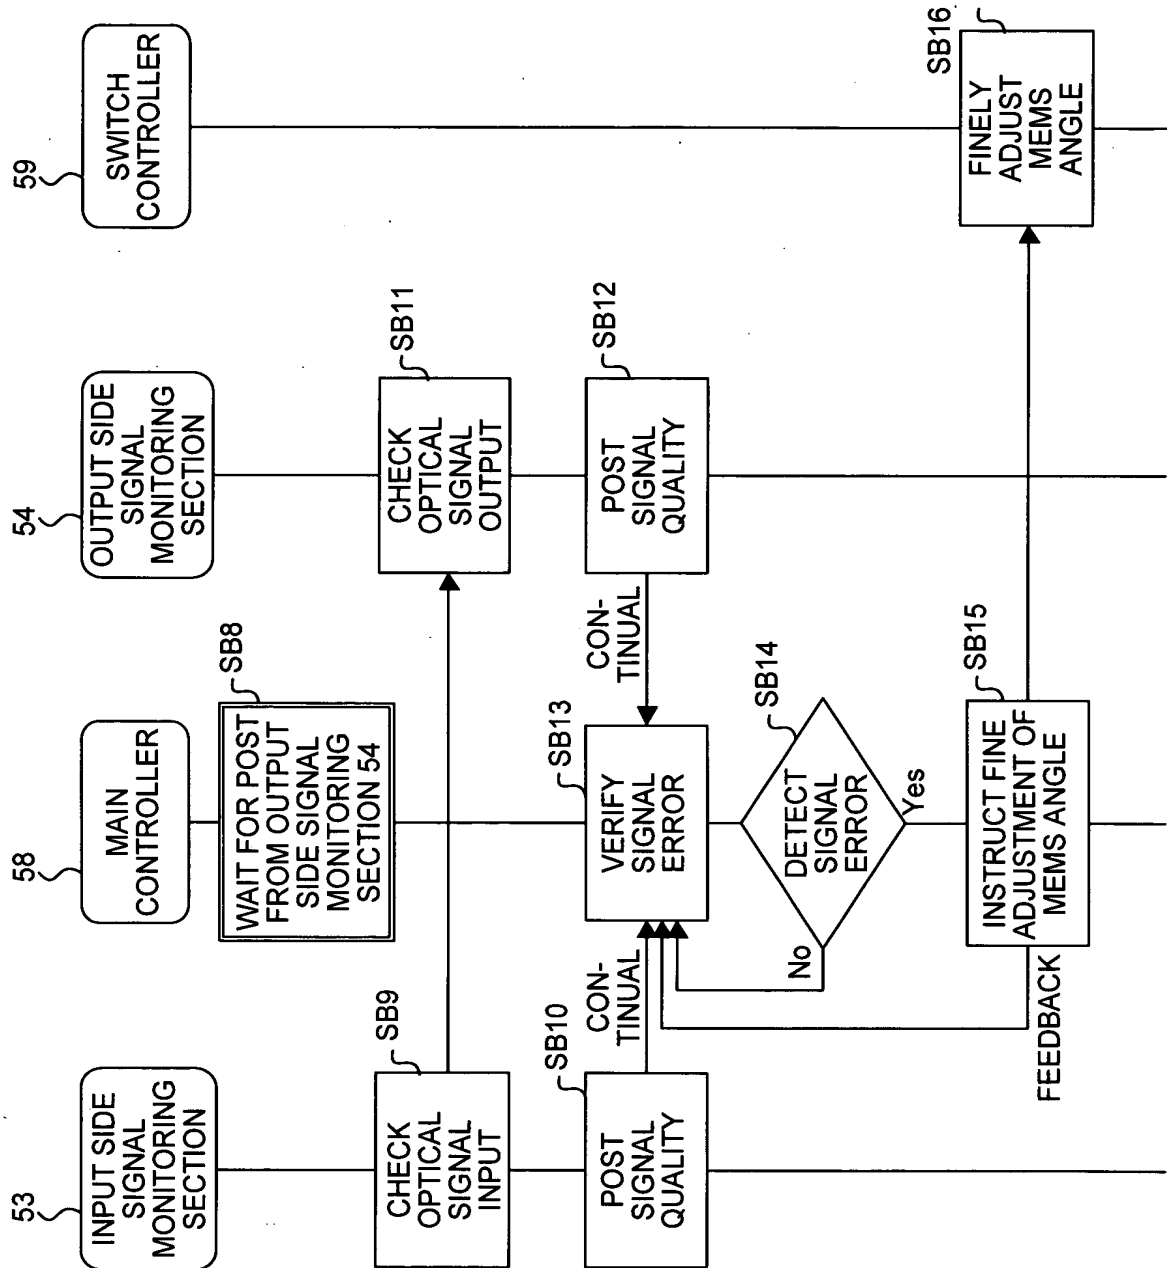 53
INPUT SIDE
SIGNAL
MONITORING
SECTION
58
MAIN
CONTROLLER
54
OUTPUT SIDE
SIGNAL
MONITORING
SECTION
59
SWITCH
CONTROLLER
SB8
WAIT FOR POST
FROM OUTPUT
SIDE SIGNAL
MONITORING
SECTION 54
SB9
CHECK
OPTICAL
SIGNAL
INPUT
SB11
CHECK
OPTICAL
SIGNAL
OUTPUT
SB10
POST
SIGNAL
QUALITY
CON-
TINUAL
SB13
VERIFY
SIGNAL
ERROR
CON-
TINUAL
SB12
POST
SIGNAL
QUALITY
SB14
DETECT
SIGNAL
ERROR
No
Yes
SB15
INSTRUCT FINE
ADJUSTMENT OF
MEMS ANGLE
FEEDBACK
SB16
FINELY
ADJUST
MEMS
ANGLE